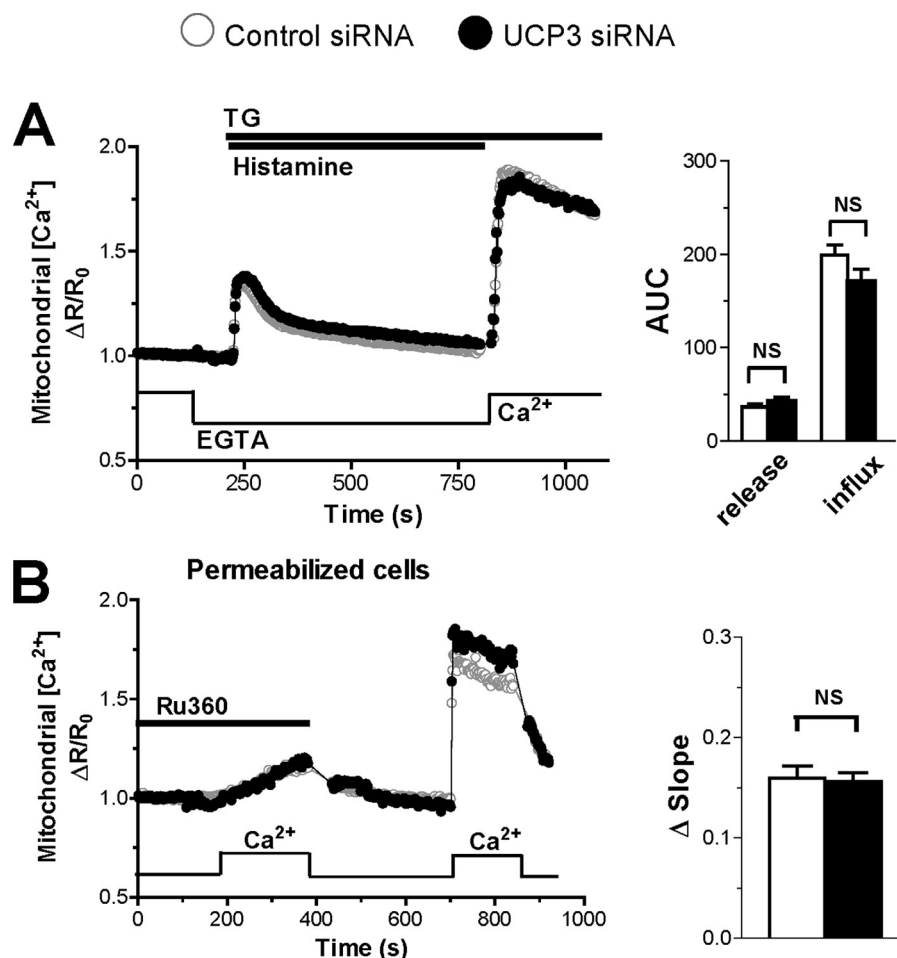 Control siRNA UCP3 siRNA
A
TG
Histamine
Mitochondrial [Ca²⁺]
ΔR/R₀
2.0
1.5
1.0
0.5
EGTA
Ca²⁺
0 250 500 750 1000
Time (s)
AUC
300
200
100
0
NS
NS
release
influx
B
Permeabilized cells
Mitochondrial [Ca²⁺]
ΔR/R₀
2.0
1.5
1.0
0.5
Ru360
Ca²⁺
Ca²⁺
0 200 400 600 800 1000
Time (s)
Δ Slope
0.3
0.2
0.1
0.0
NS